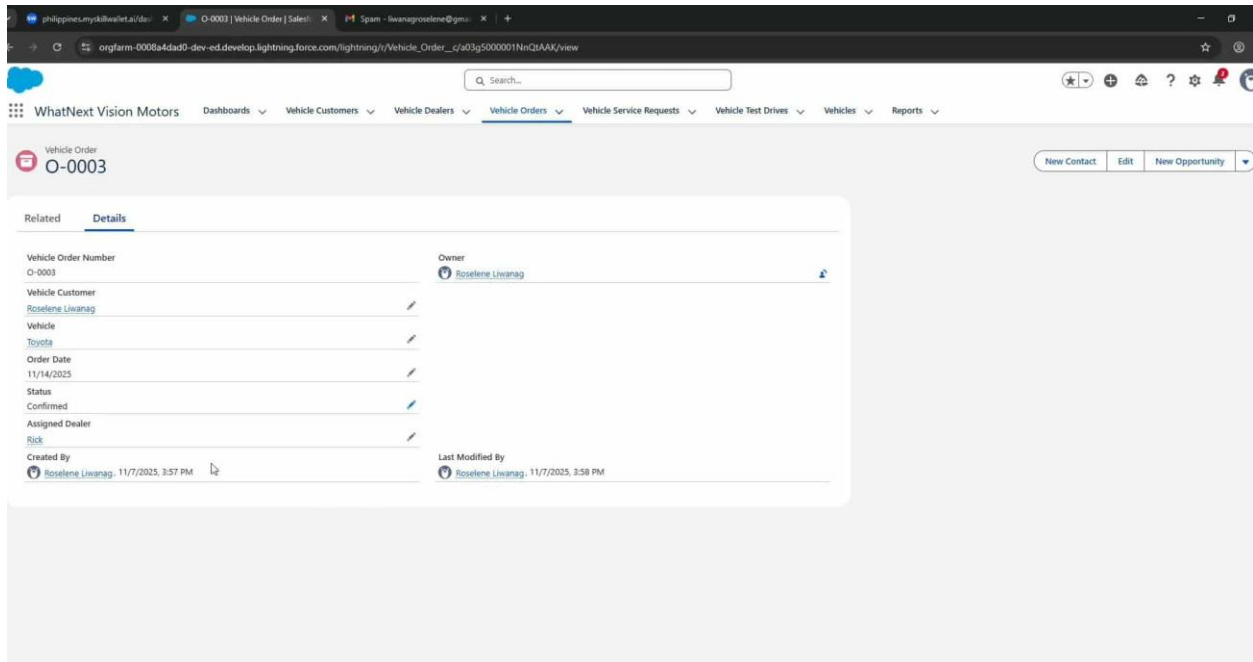 philippines.myskillwallet.ai/das
O-0003 | Vehicle Order | Salesf
Spam - liwanagroselene@gma
orgfarm-0008a4dad0-dev-ed.develop.lightning.force.com/lightning/r/Vehicle_Order__c/a03g5000001NnQtAAK/view
Search...
WhatNext Vision Motors Dashboards Vehicle Customers Vehicle Dealers Vehicle Orders Vehicle Service Requests Vehicle Test Drives Vehicles Reports
Vehicle Order
O-0003
New Contact Edit New Opportunity
Related Details
Vehicle Order Number
O-0003
Owner
Roselene Liwanag
Vehicle Customer
Roselene Liwanag
Vehicle
Toyota
Order Date
11/14/2025
Status
Confirmed
Assigned Dealer
Rick
Created By
Roselene Liwanag, 11/7/2025, 3:57 PM
Last Modified By
Roselene Liwanag, 11/7/2025, 3:58 PM